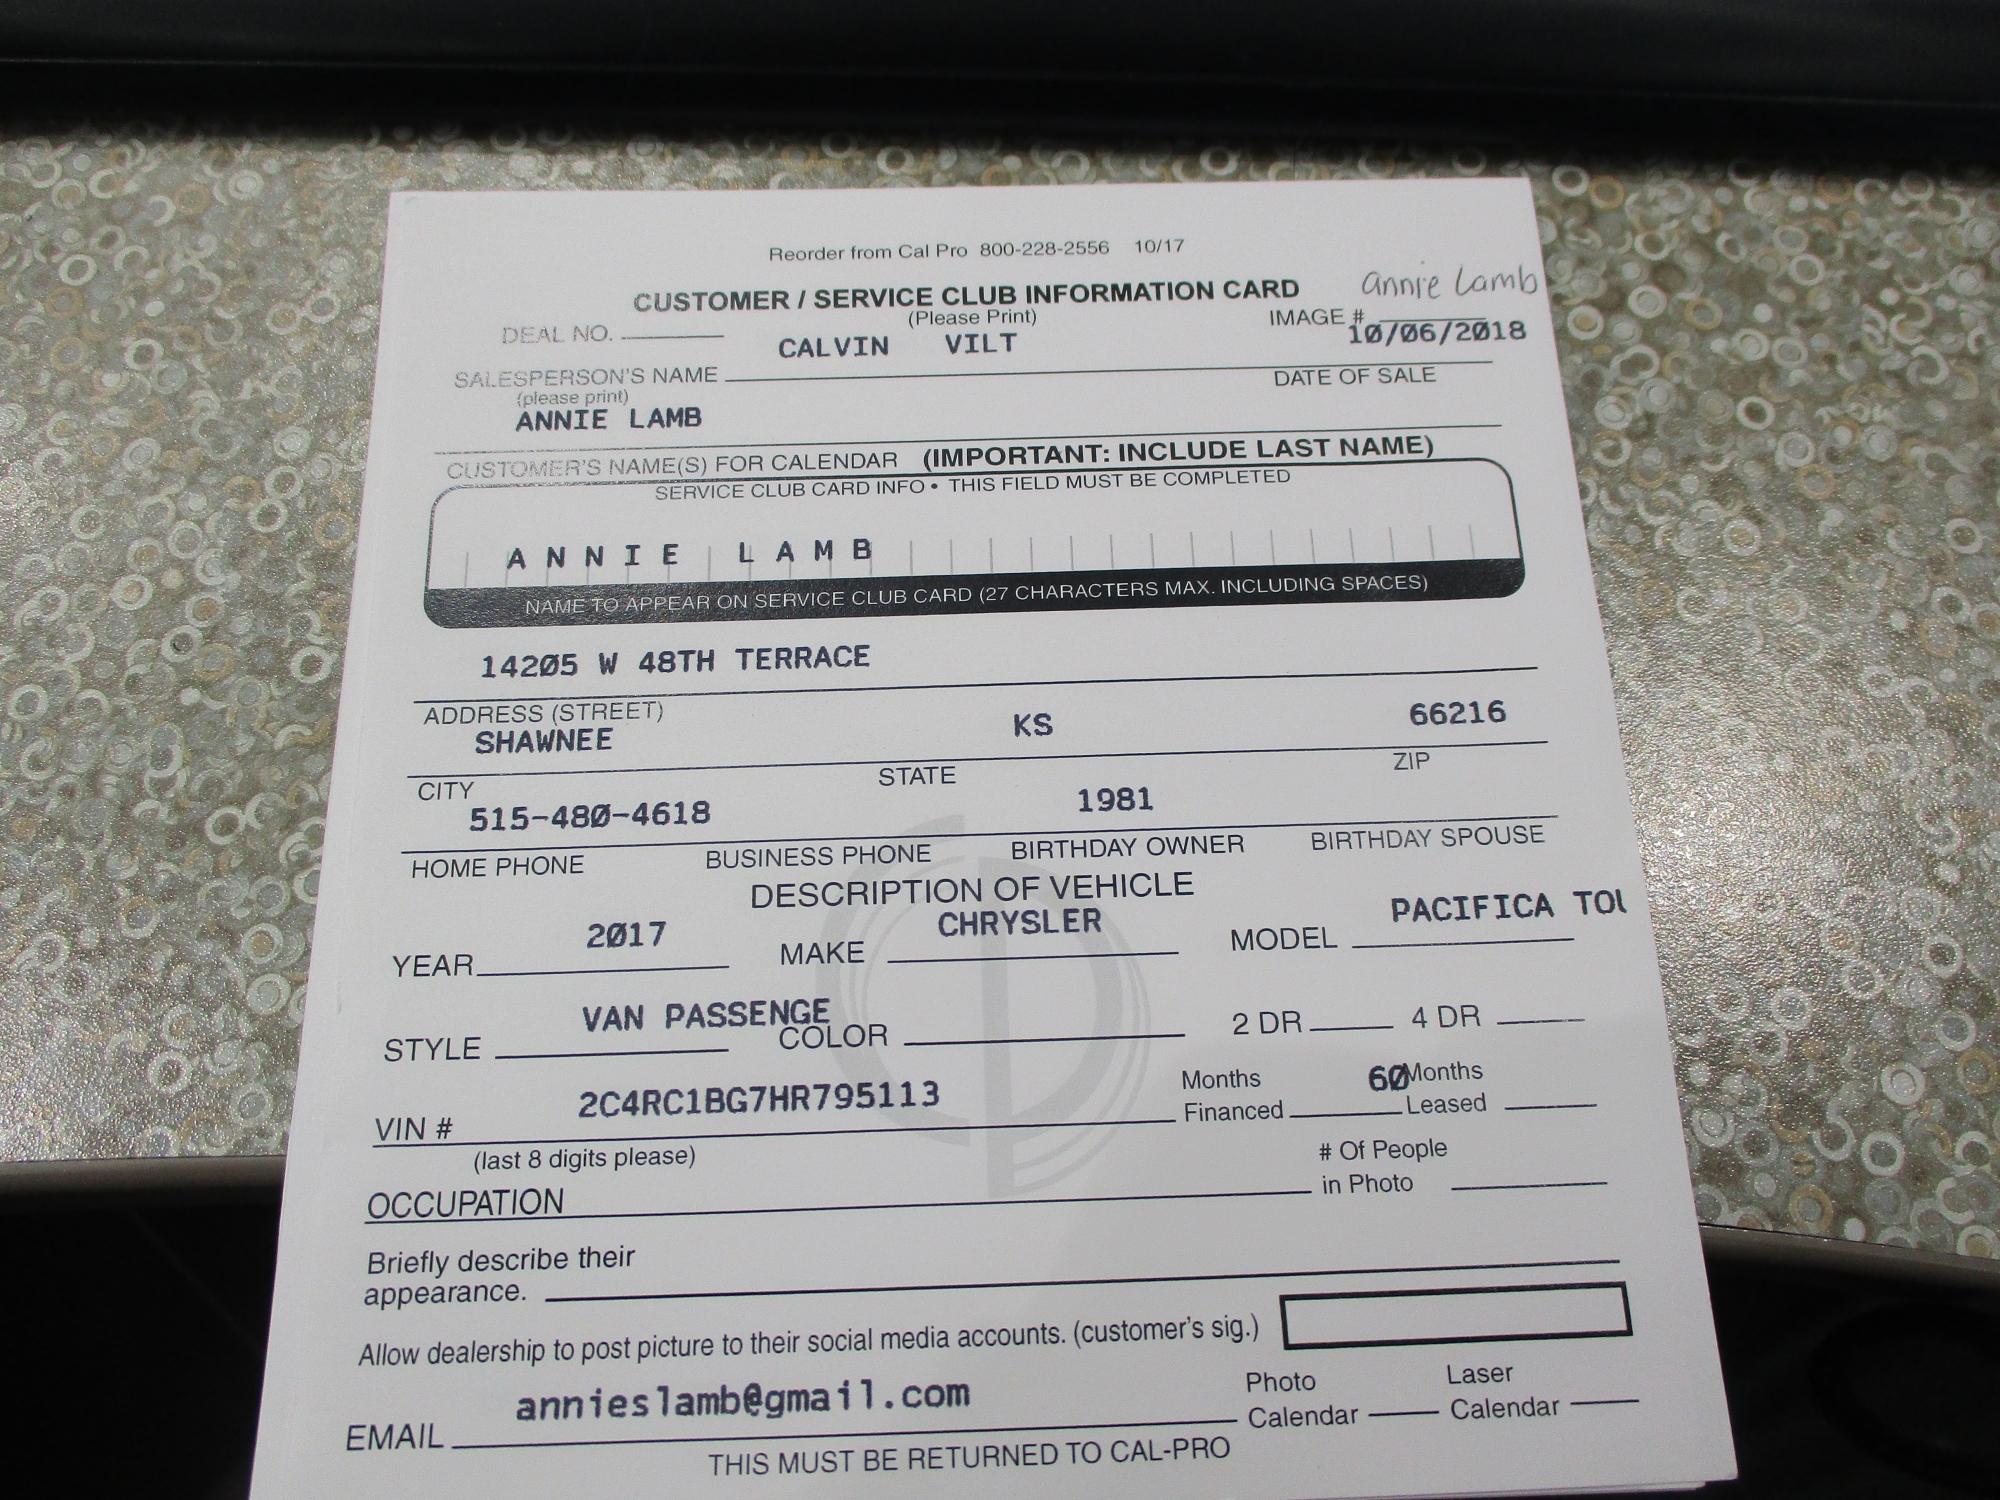 Reorder from Cal Pro 800-228-2556 10/17
CUSTOMER / SERVICE CLUB INFORMATION CARD annie Lamb
(Please Print)
DEAL NO. IMAGE #
CALVIN VILT 10/06/2018
SALESPERSON'S NAME DATE OF SALE
(please print)
ANNIE LAMB
CUSTOMER'S NAME(S) FOR CALENDAR (IMPORTANT: INCLUDE LAST NAME)
SERVICE CLUB CARD INFO • THIS FIELD MUST BE COMPLETED
ANNIE LAMB
NAME TO APPEAR ON SERVICE CLUB CARD (27 CHARACTERS MAX. INCLUDING SPACES)
14205 W 48TH TERRACE
ADDRESS (STREET)
SHAWNEE KS 66216
CITY STATE ZIP
515-480-4618 1981
HOME PHONE BUSINESS PHONE BIRTHDAY OWNER BIRTHDAY SPOUSE
DESCRIPTION OF VEHICLE
2017 CHRYSLER PACIFICA TOU
YEAR MAKE MODEL
VAN PASSENGE
STYLE COLOR 2 DR 4 DR
2C4RC1BG7HR795113 Months 60 Months
VIN # Financed Leased
(last 8 digits please) # Of People
OCCUPATION in Photo
Briefly describe their
appearance.
Allow dealership to post picture to their social media accounts. (customer's sig.)
annieslamb@gmail.com Photo Laser
EMAIL Calendar Calendar
THIS MUST BE RETURNED TO CAL-PRO